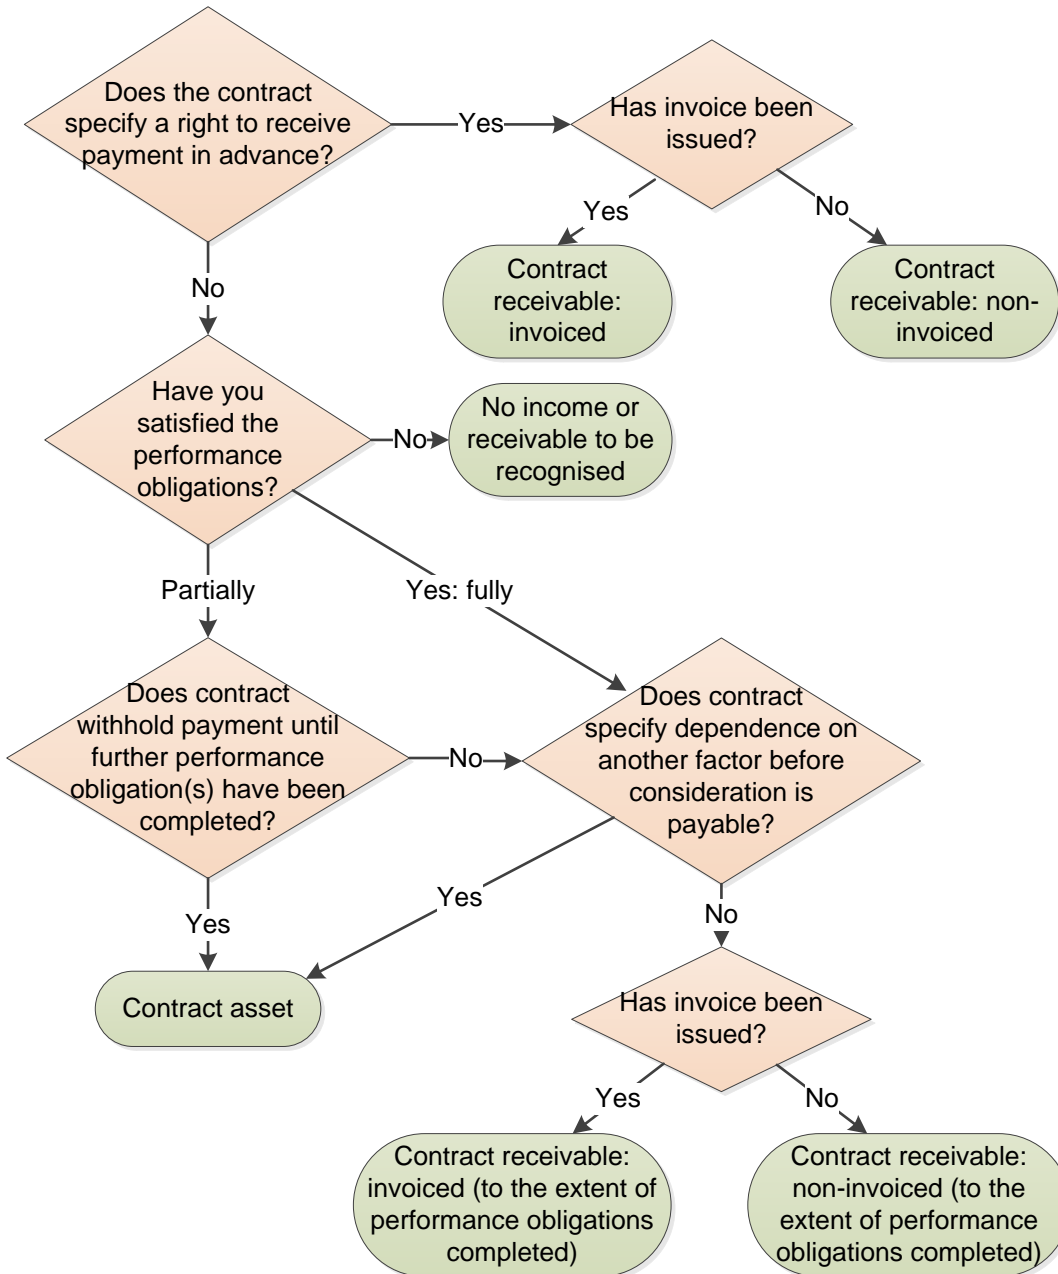 Does the contract
specify a right to receive
payment in advance?
Yes
Has invoice been
issued?
Yes
No
Contract
receivable:
invoiced
Contract
receivable: non-
invoiced
No
Have you
satisfied the
performance
obligations?
No
No income or
receivable to be
recognised
Partially
Yes: fully
Does contract
withhold payment until
further performance
obligation(s) have been
completed?
No
Does contract
specify dependence on
another factor before
consideration is
payable?
Yes
Yes
No
Contract asset
Has invoice been
issued?
Yes
No
Contract receivable:
invoiced (to the extent of
performance obligations
completed)
Contract receivable:
non-invoiced (to the
extent of performance
obligations completed)